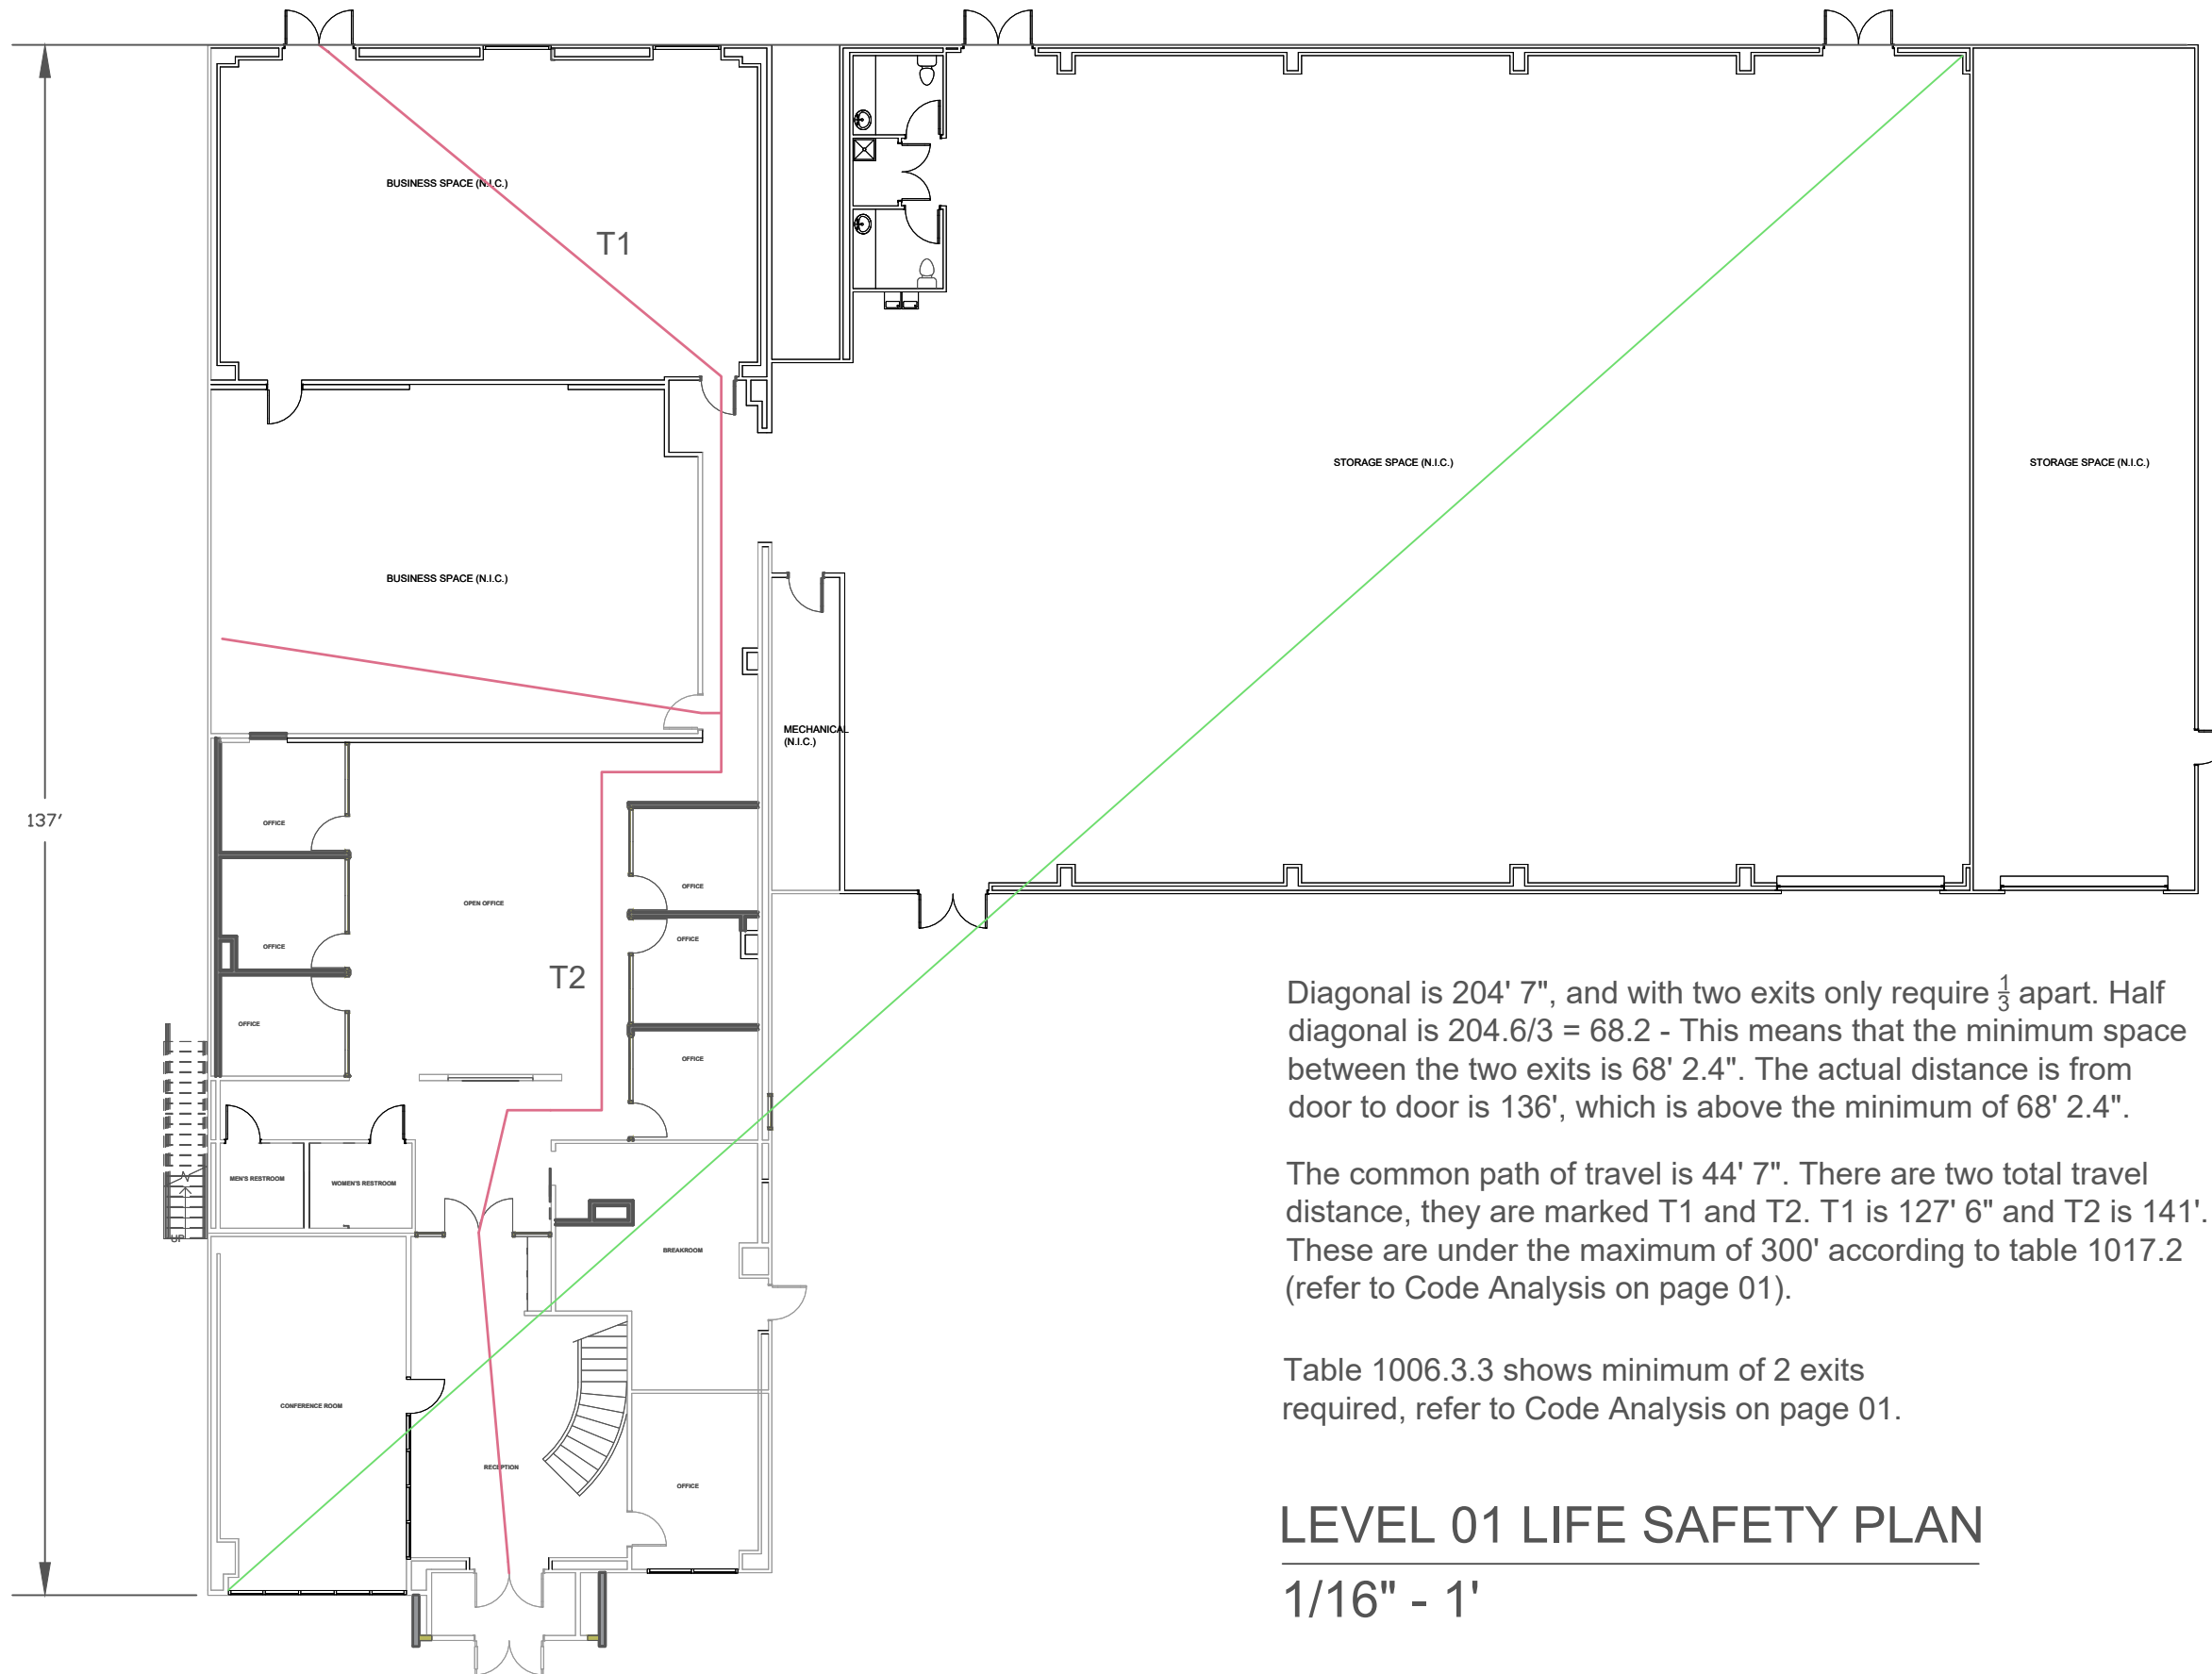 BUSINESS SPACE (N.I.C.)
T1
STORAGE SPACE (N.I.C.)
STORAGE SPACE (N.I.C.)
BUSINESS SPACE (N.I.C.)
MECHANICAL
(N.I.C.)
137'
OFFICE
OFFICE
OPEN OFFICE
OFFICE
OFFICE
T2
OFFICE
OFFICE
MEN'S RESTROOM
WOMEN'S RESTROOM
UP
BREAKROOM
CONFERENCE ROOM
RECEPTION
OFFICE
Diagonal is 204' 7", and with two exits only require 1/3 apart. Half
diagonal is 204.6/3 = 68.2 - This means that the minimum space
between the two exits is 68' 2.4". The actual distance is from
door to door is 136', which is above the minimum of 68' 2.4".
The common path of travel is 44' 7". There are two total travel
distance, they are marked T1 and T2. T1 is 127' 6" and T2 is 141'.
These are under the maximum of 300' according to table 1017.2
(refer to Code Analysis on page 01).
Table 1006.3.3 shows minimum of 2 exits
required, refer to Code Analysis on page 01.
LEVEL 01 LIFE SAFETY PLAN
1/16" - 1'